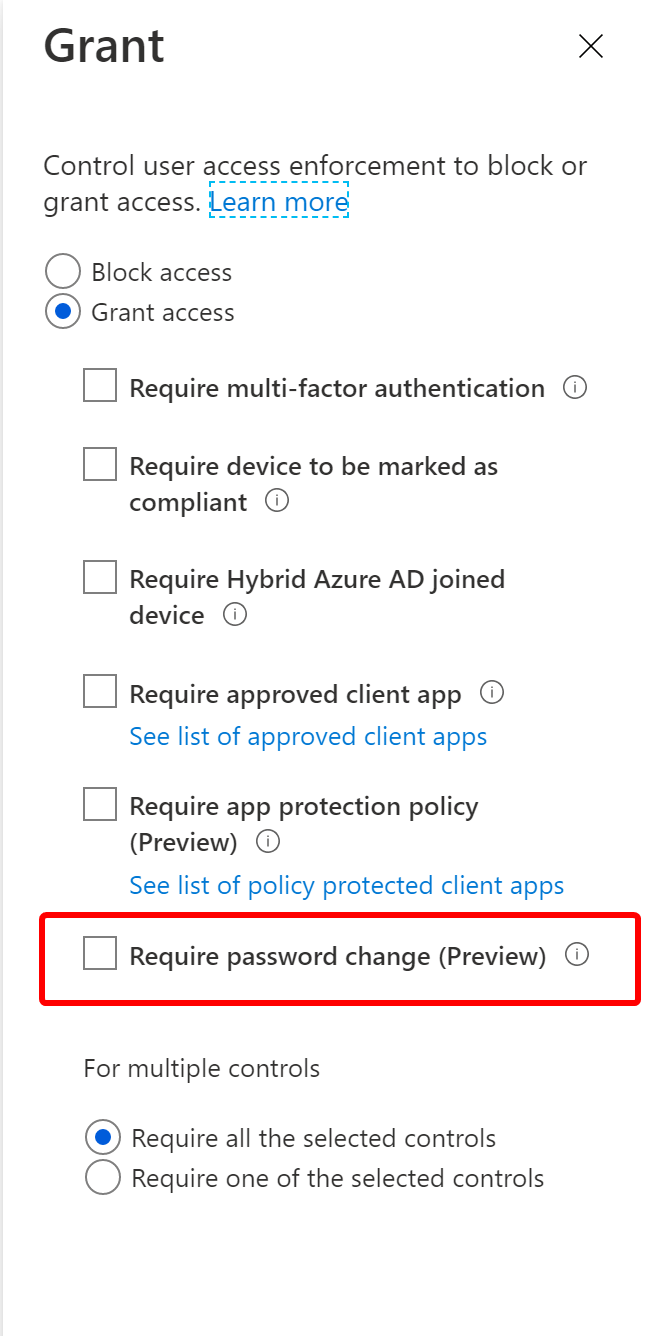 Grant
Control user access enforcement to block or
grant access. Learn more
Block access
Grant access
Require multi-factor authentication
Require device to be marked as
compliant
Require Hybrid Azure AD joined
device
Require approved client app
See list of approved client apps
Require app protection policy
(Preview)
See list of policy protected client apps
Require password change (Preview)
For multiple controls
Require all the selected controls
Require one of the selected controls